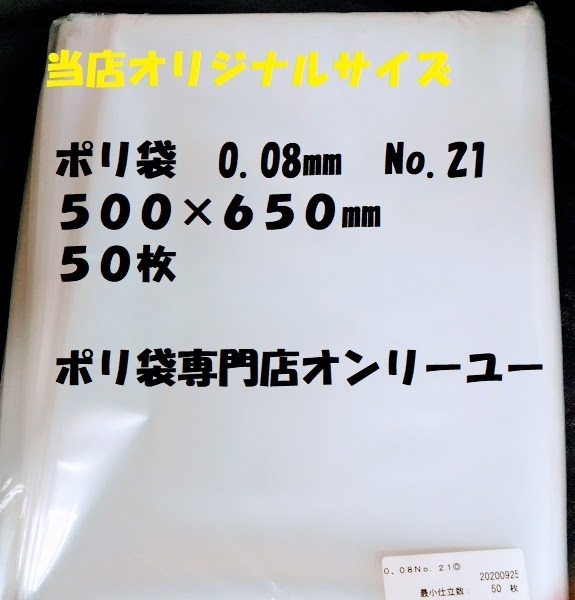 当店オリジナルサイズ
ポリ袋　0.08㎜　No.21
５００×６５０㎜
５０枚
ポリ袋専門店オンリーユー
０．０８Ｎｏ．２１◎
20200925
最小仕立数：　50　枚